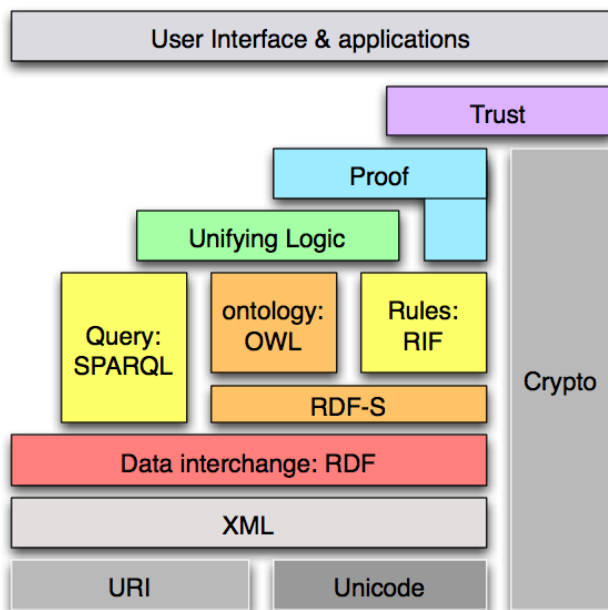 User Interface & applications
Trust
Proof
Unifying Logic
Query:
SPARQL
ontology:
OWL
Rules:
RIF
Crypto
RDF-S
Data interchange: RDF
XML
URI
Unicode